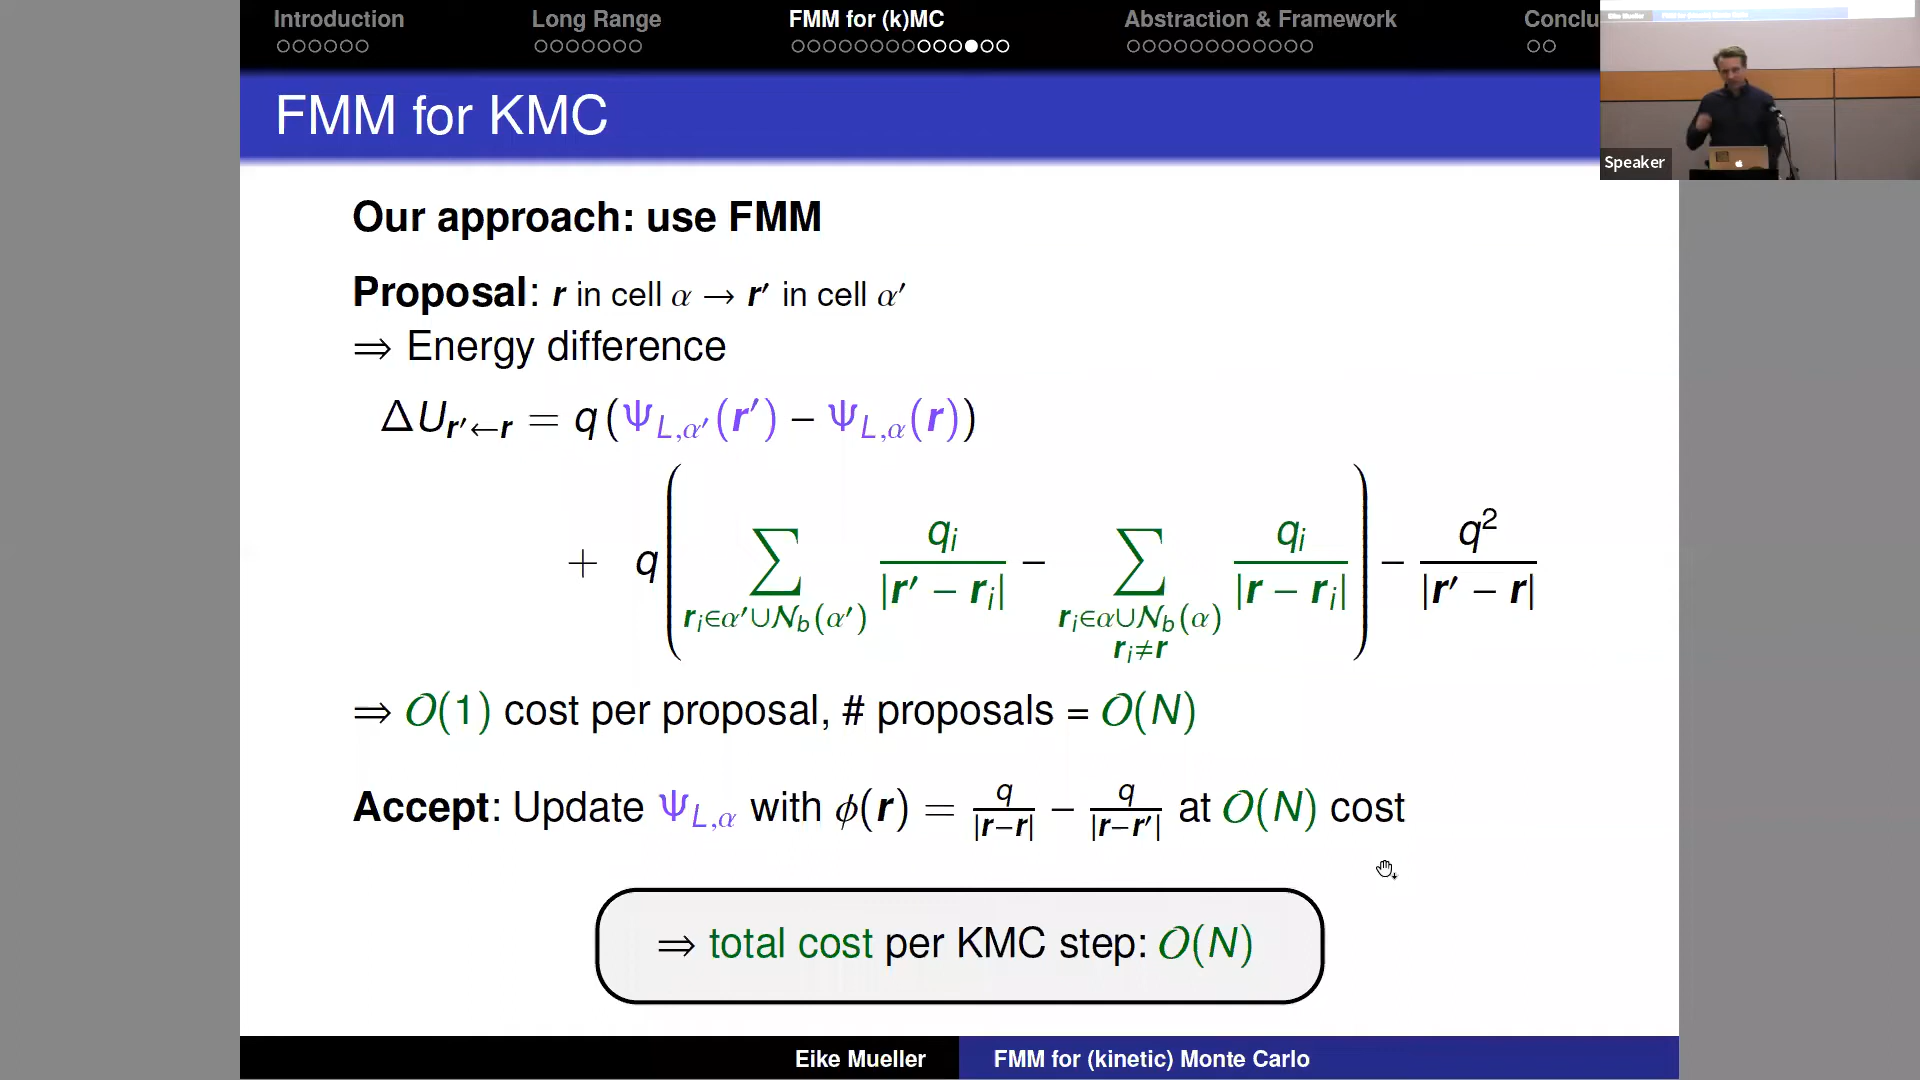 Introduction Long Range FMM for (k)MC Abstraction & Framework Conclu
FMM for KMC
Speaker
Our approach: use FMM
Proposal: r in cell α → r′ in cell α′
⇒ Energy difference
ΔU_{r′←r} = q(Ψ_{L,α′}(r′) − Ψ_{L,α}(r))
+ q( ∑_{r_i∈α′∪N_b(α′)} q_i/|r′ − r_i| − ∑_{r_i∈α∪N_b(α), r_i≠r} q_i/|r − r_i| ) − q²/|r′ − r|
⇒ O(1) cost per proposal, # proposals = O(N)
Accept: Update Ψ_{L,α} with ϕ(r) = q/|r−r| − q/|r−r′| at O(N) cost
⇒ total cost per KMC step: O(N)
Eike Mueller FMM for (kinetic) Monte Carlo